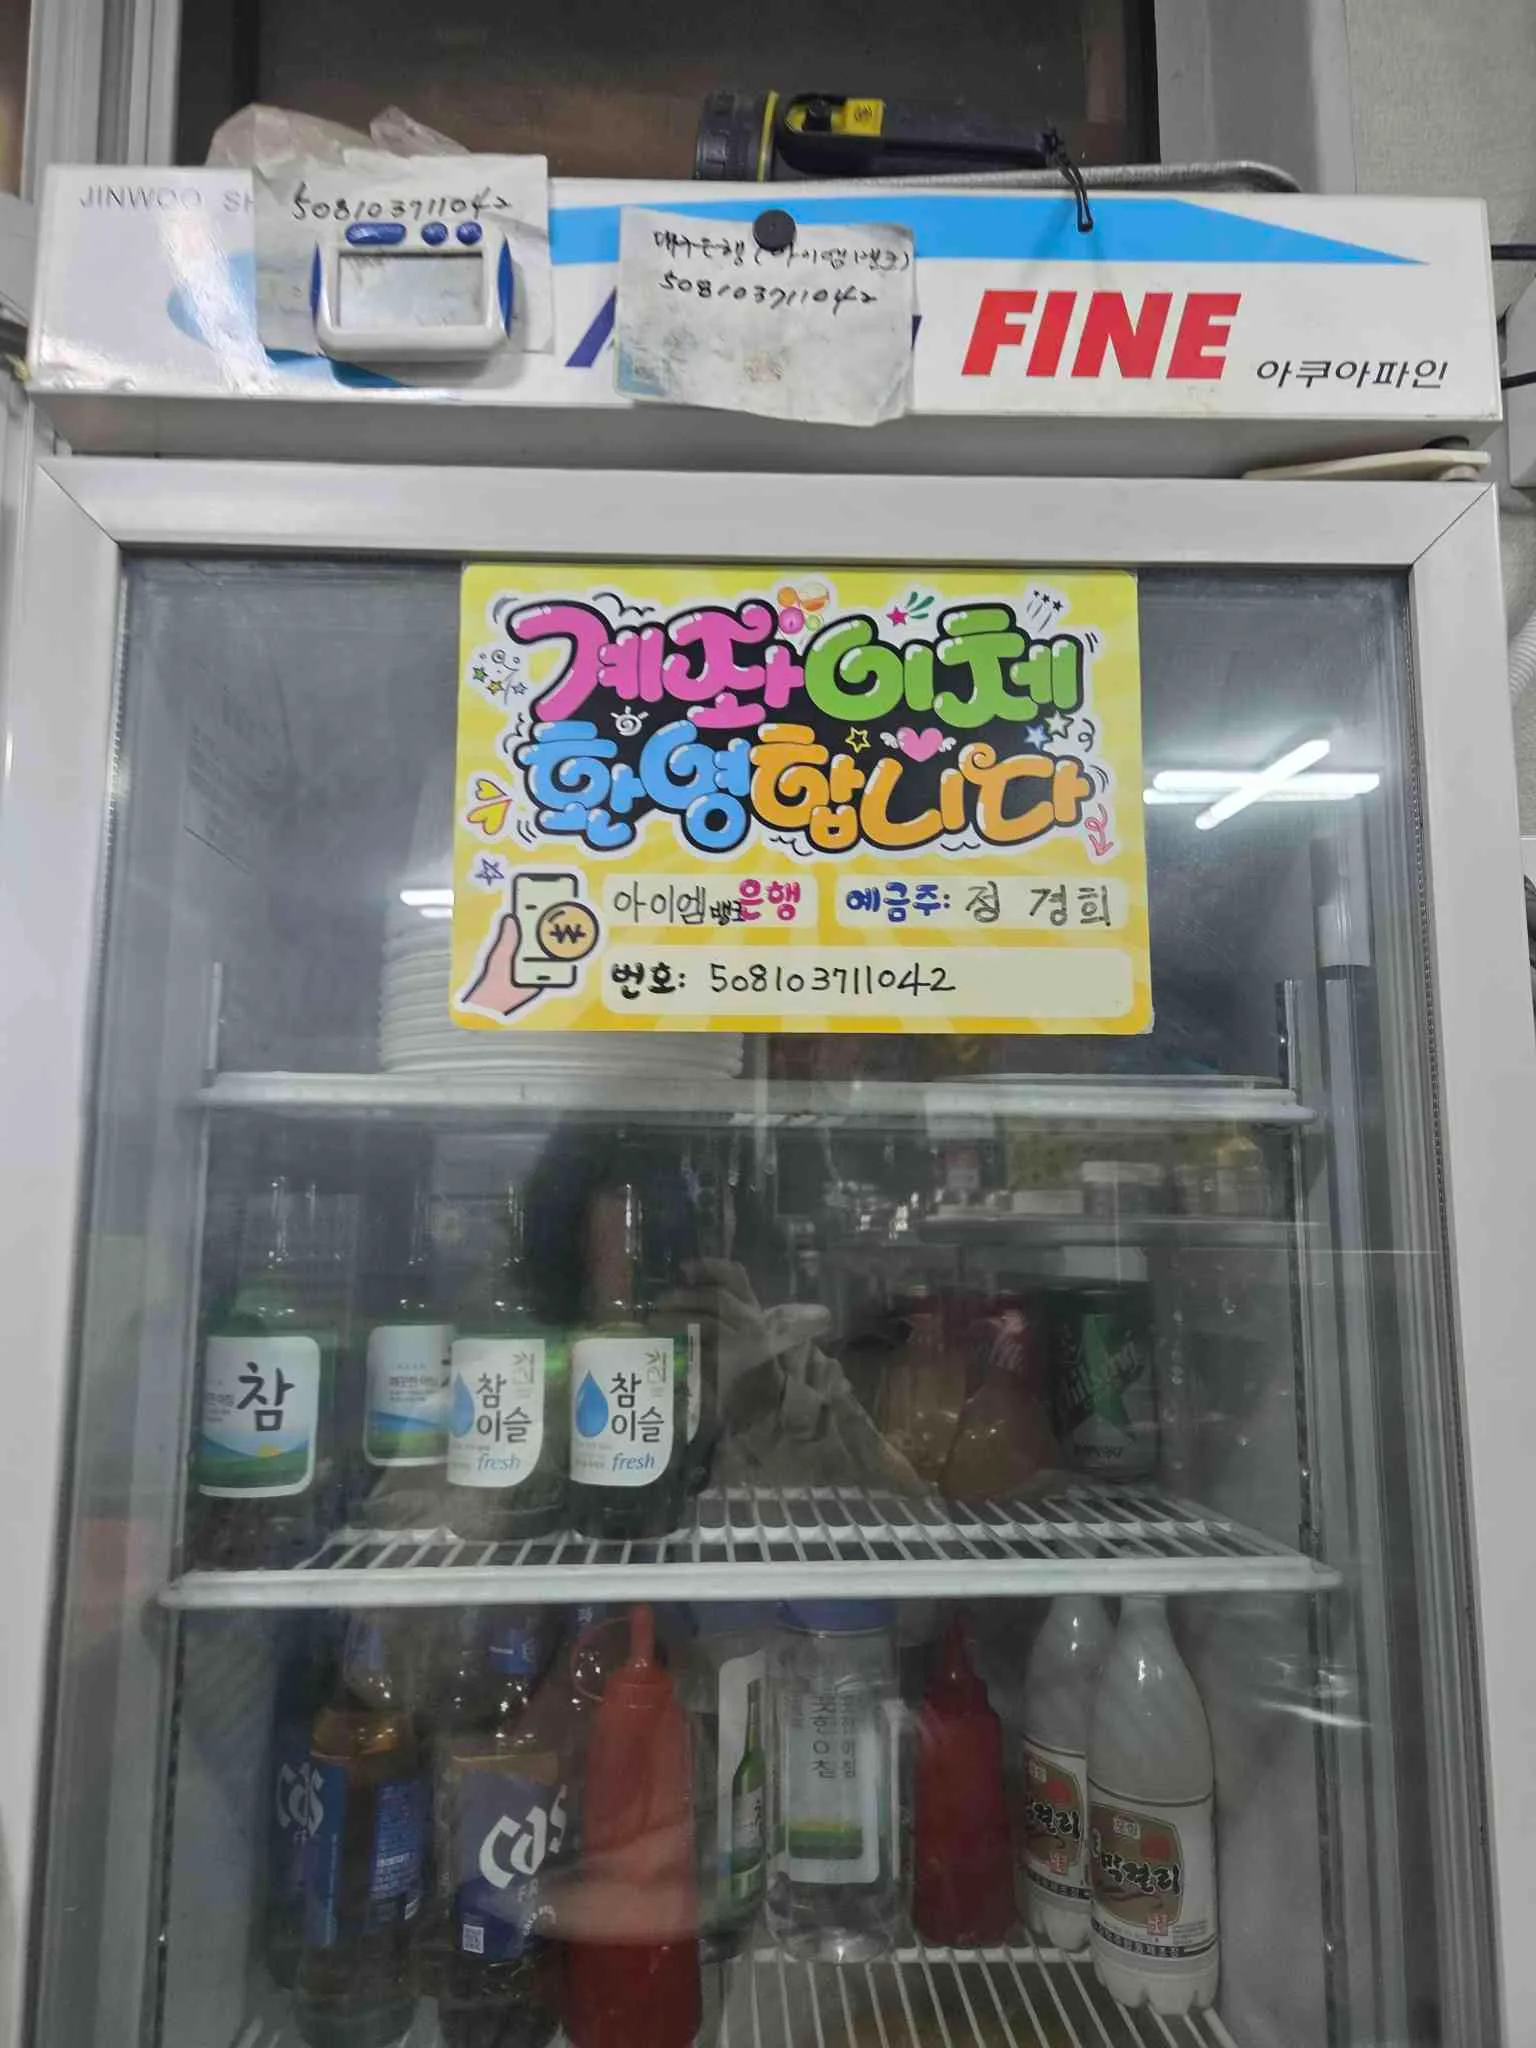 JINWOO
508103711042
대구은행(아이엠뱅크)
508103711042
FINE 아쿠아파인
계좌이체
환영합니다
아이엠뱅크은행 예금주: 정 경희
번호: 508103711042
참
참이슬
fresh
참이슬
fresh
cass
cass
막걸리
막걸리